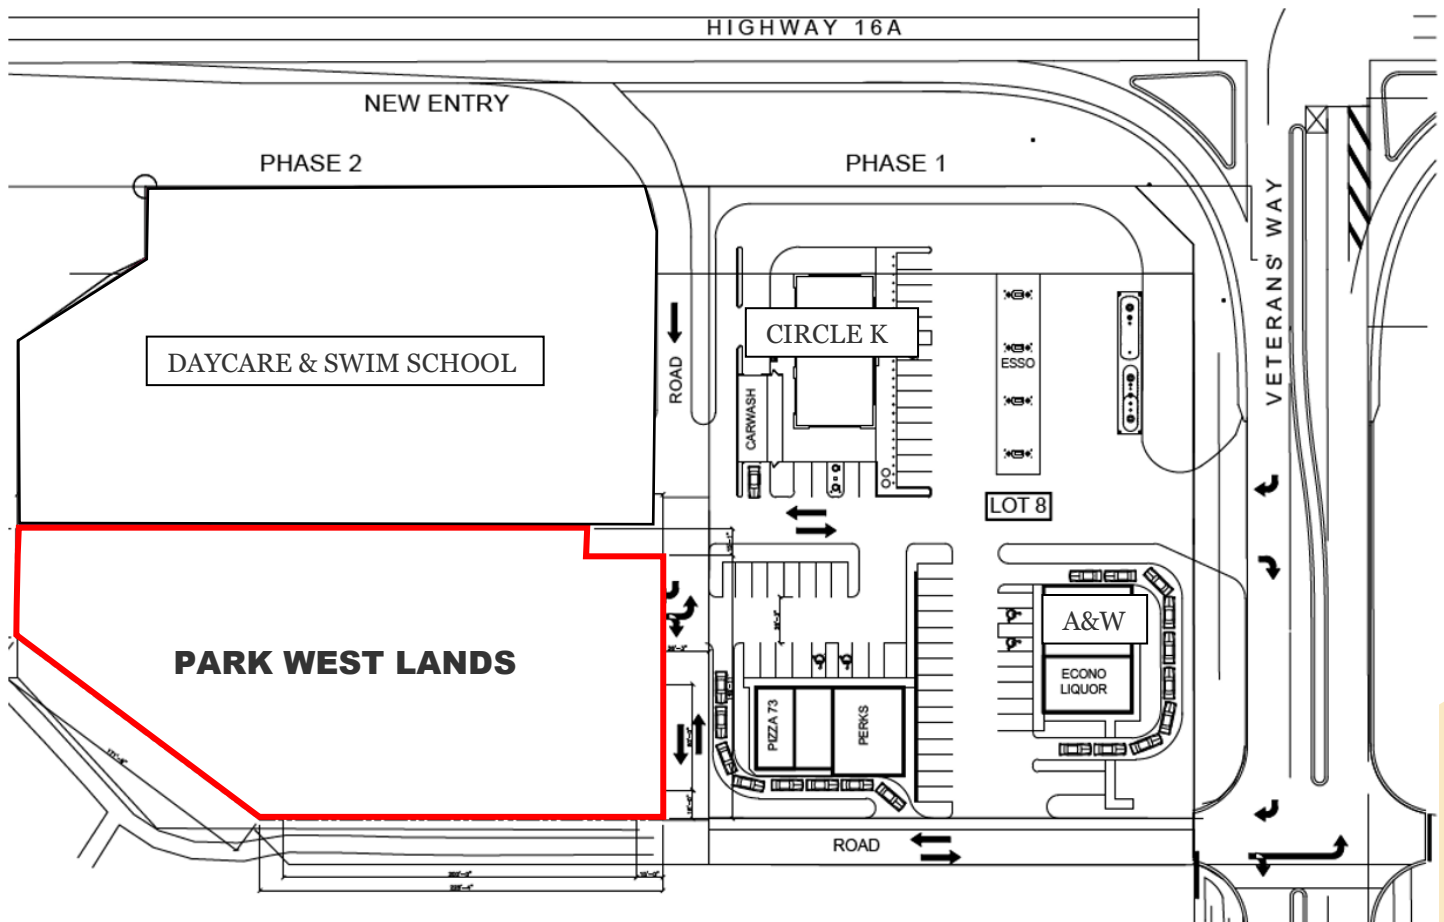 HIGHWAY 16A
NEW ENTRY
PHASE 2
PHASE 1
VETERANS' WAY
DAYCARE & SWIM SCHOOL
ROAD
CIRCLE K
CARWASH
ESSO
LOT 8
PARK WEST LANDS
A&W
ECONO
LIQUOR
PIZZA 73
PERKS
ROAD